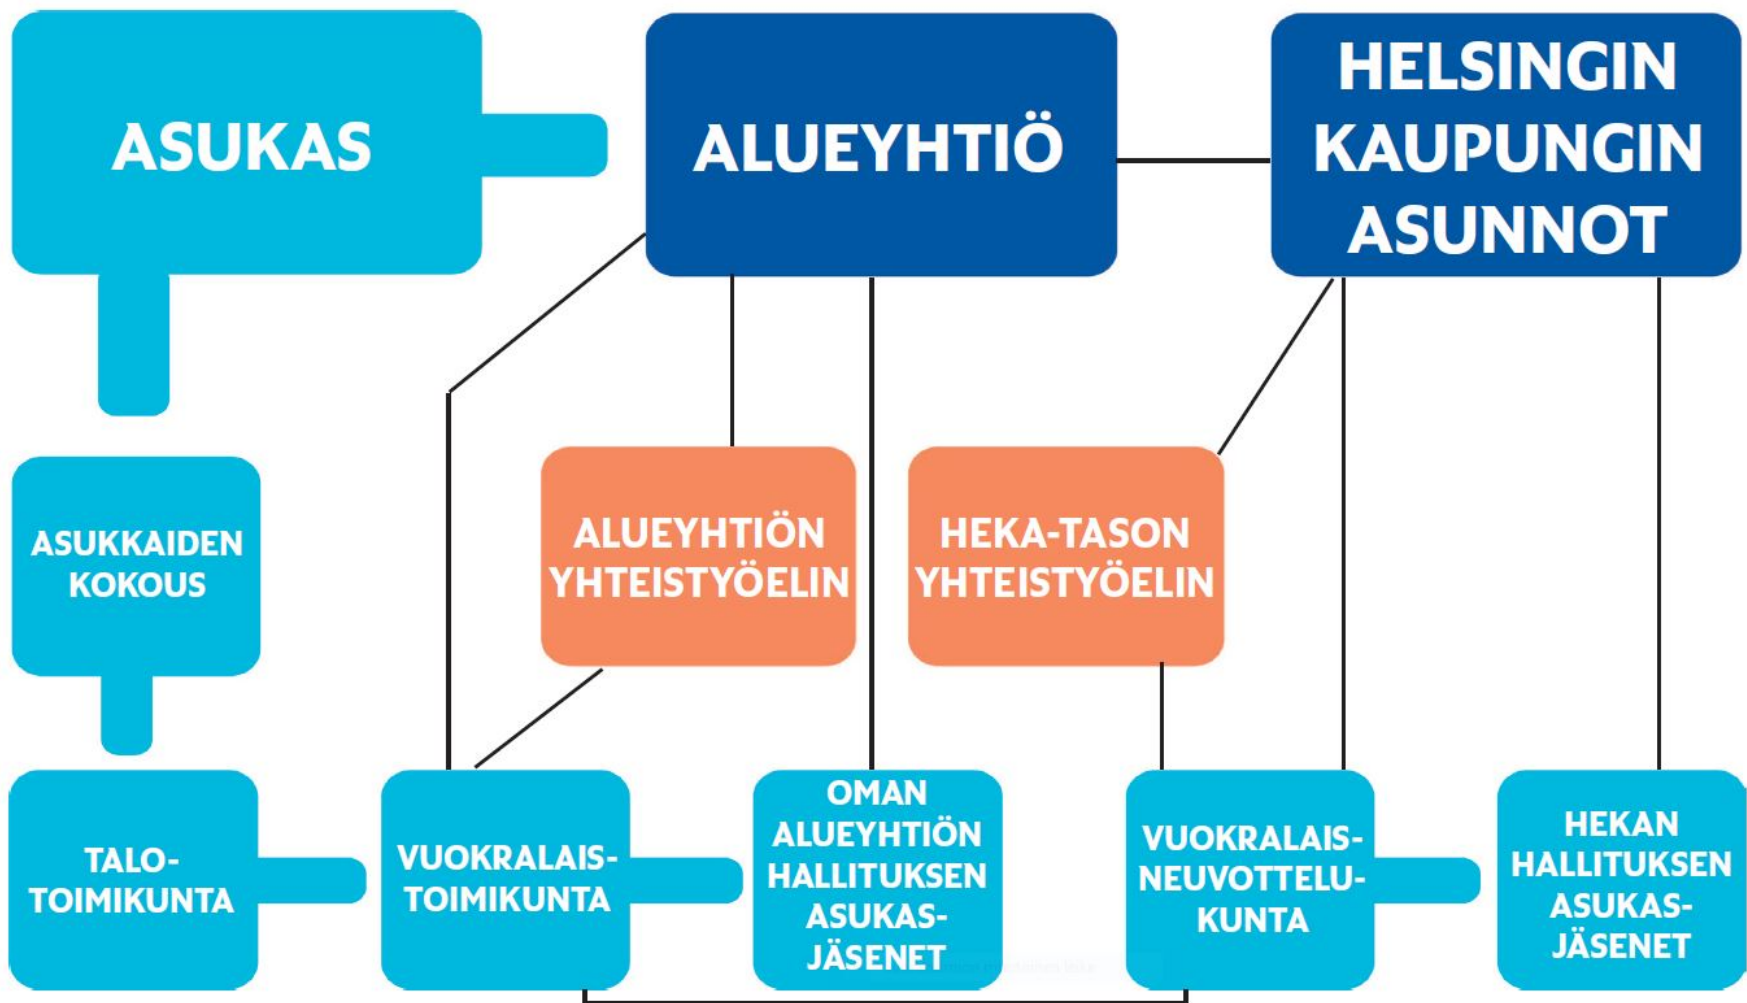 ASUKAS
ALUEYHTIÖ
HELSINGIN
KAUPUNGIN
ASUNNOT
ASUKKAIDEN
KOKOUS
ALUEYHTIÖN
YHTEISTYÖELIN
HEKA-TASON
YHTEISTYÖELIN
TALO-
TOIMIKUNTA
VUOKRALAIS-
TOIMIKUNTA
OMAN
ALUEYHTIÖN
HALLITUKSEN
ASUKAS-
JÄSENET
VUOKRALAIS-
NEUVOTTELU-
KUNTA
HEKAN
HALLITUKSEN
ASUKAS-
JÄSENET